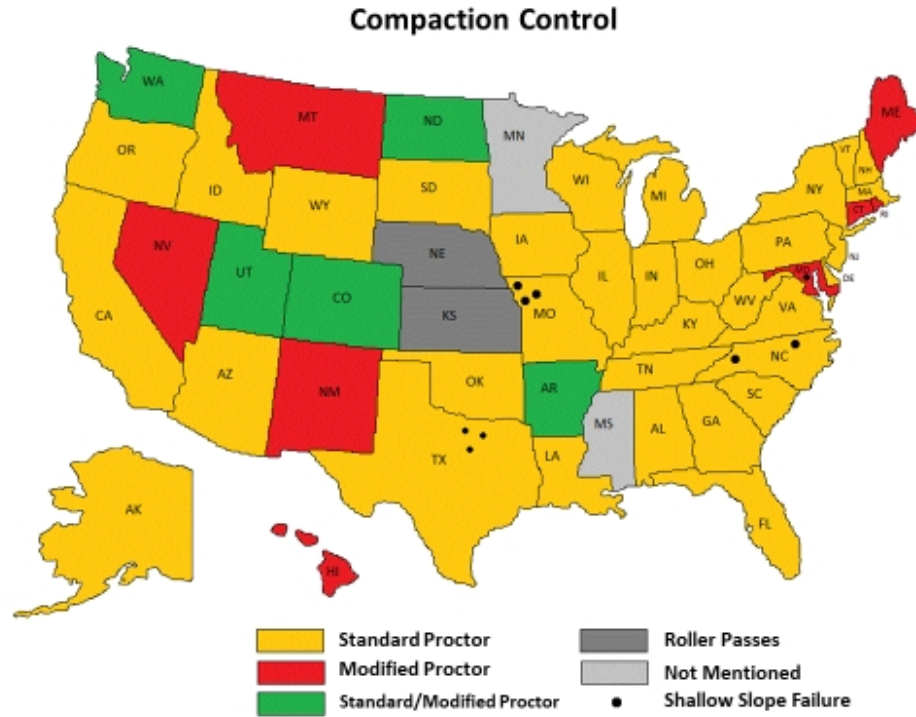 Compaction Control
WA
MT
ND
MN
ME
OR
ID
WY
SD
WI
MI
VT
NH
NY
MA
CT
RI
NV
UT
CO
NE
IA
IL
IN
OH
PA
NJ
DE
MD
CA
KS
MO
WV
VA
KY
AZ
NM
OK
AR
TN
NC
SC
TX
LA
MS
AL
GA
FL
AK
HI
Standard Proctor
Modified Proctor
Standard/Modified Proctor
Roller Passes
Not Mentioned
Shallow Slope Failure